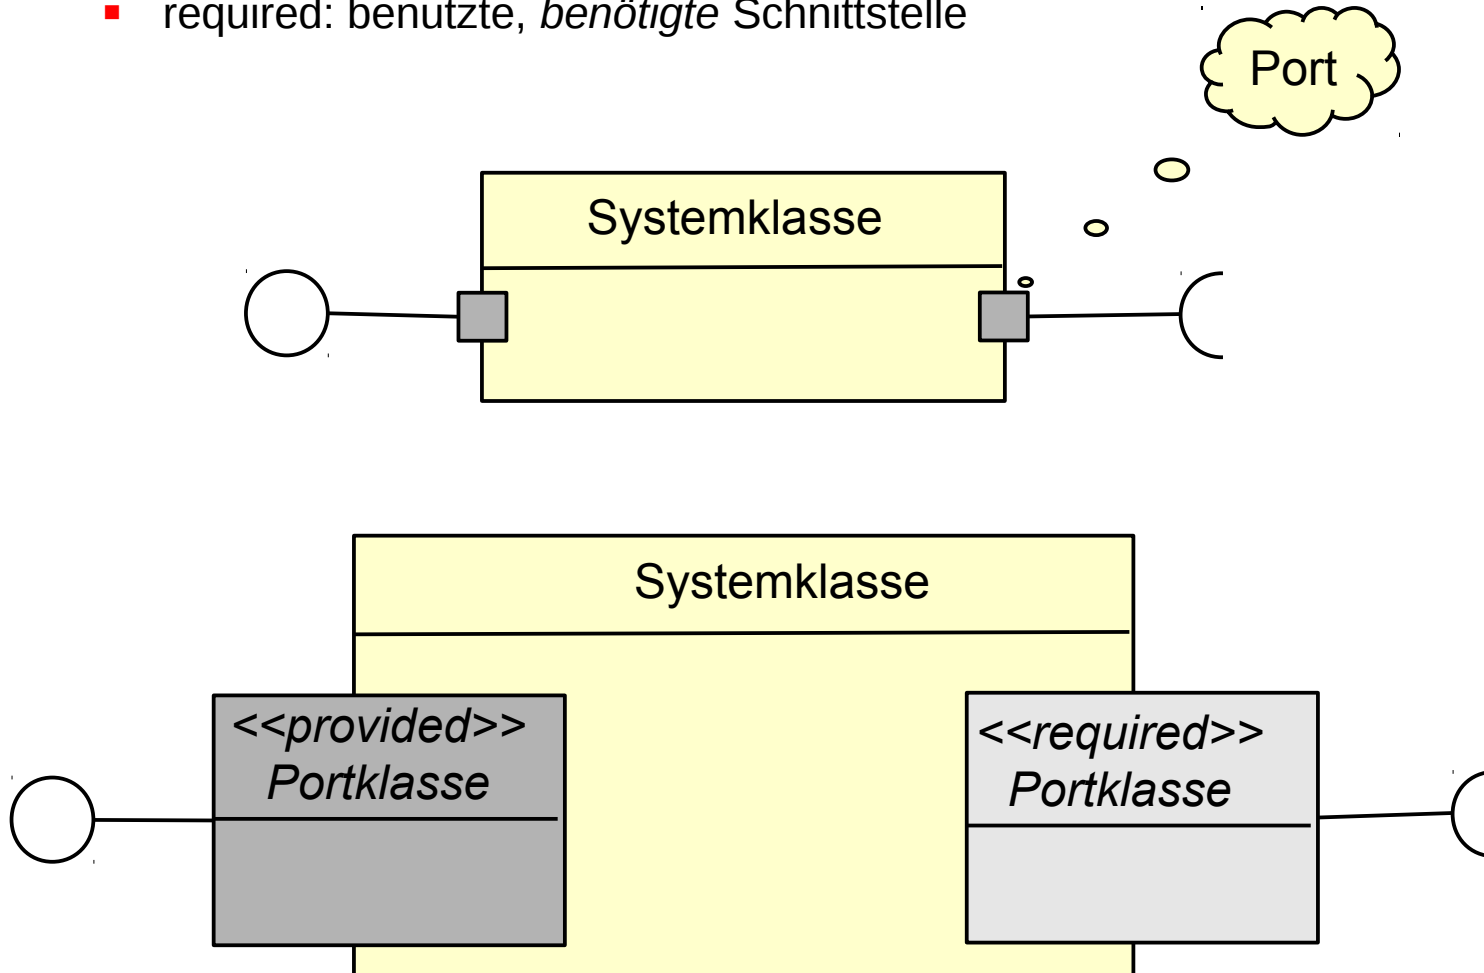 required: benutzte, benötigte Schnittstelle
Port
Systemklasse
Systemklasse
<<provided>>
Portklasse
<<required>>
Portklasse